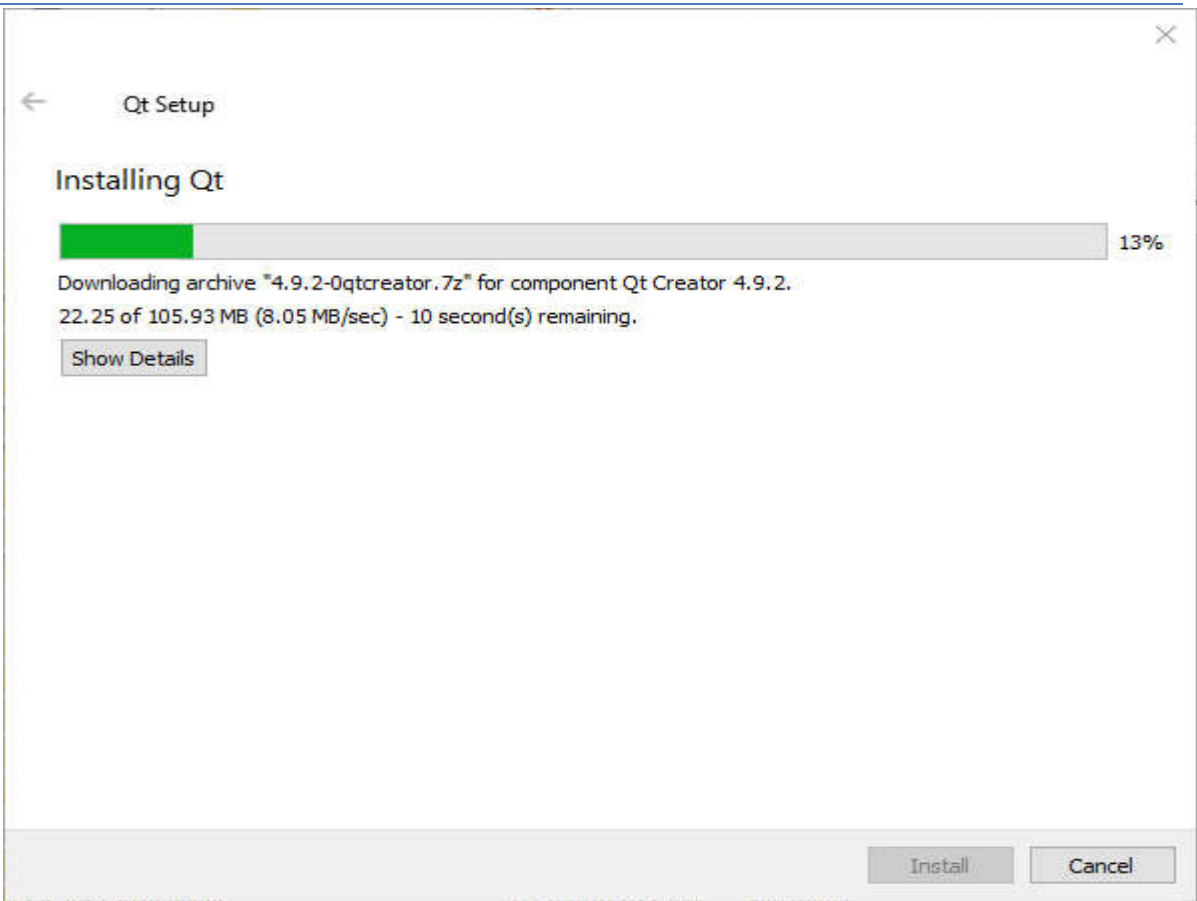 Qt Setup
Installing Qt
13%
Downloading archive "4.9.2-0qtcreator.7z" for component Qt Creator 4.9.2.
22.25 of 105.93 MB (8.05 MB/sec) - 10 second(s) remaining.
Show Details
Install
Cancel